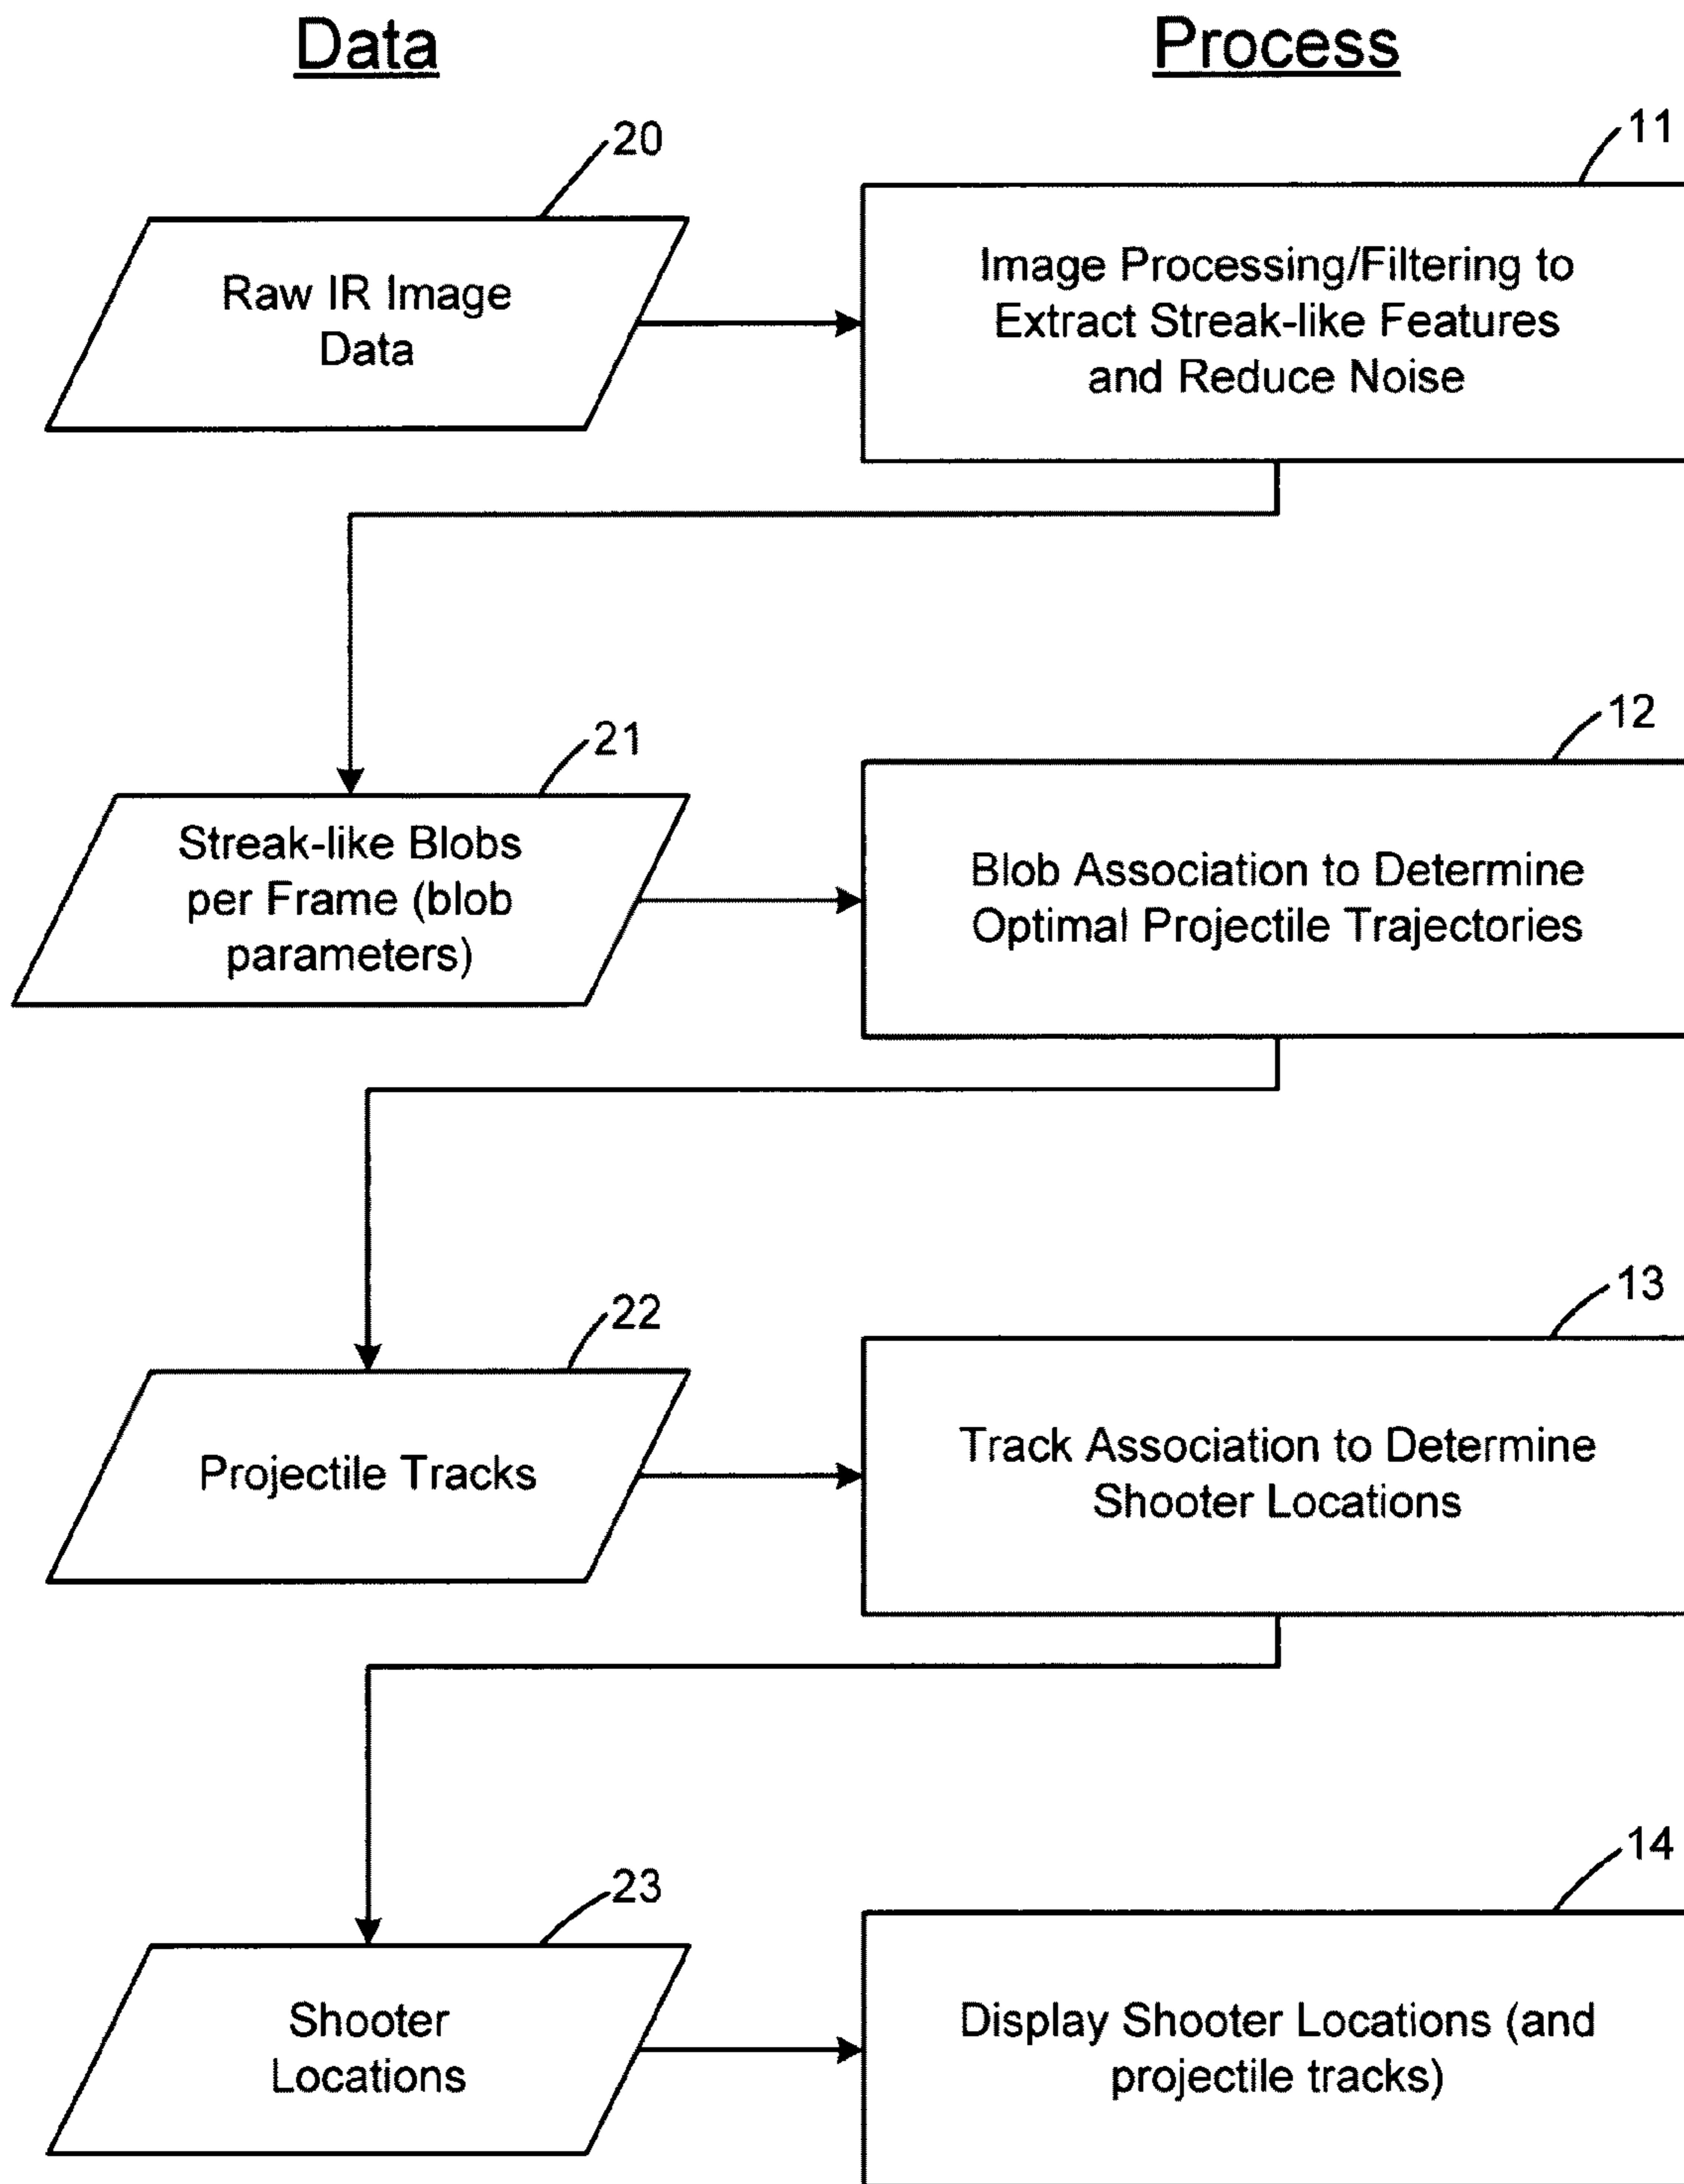 Data
Process
20
11
Raw IR Image
Data
Image Processing/Filtering to
Extract Streak-like Features
and Reduce Noise
21
12
Streak-like Blobs
per Frame (blob
parameters)
Blob Association to Determine
Optimal Projectile Trajectories
22
13
Projectile Tracks
Track Association to Determine
Shooter Locations
23
14
Shooter
Locations
Display Shooter Locations (and
projectile tracks)